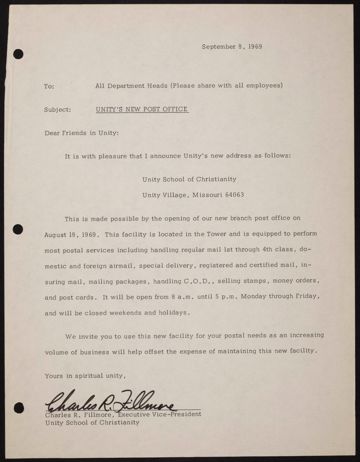 September 8, 1969
To: All Department Heads (Please share with all employees)
Subject: UNITY'S NEW POST OFFICE
Dear Friends in Unity:
It is with pleasure that I announce Unity's new address as follows:
Unity School of Christianity
Unity Village, Missouri 64063
This is made possible by the opening of our new branch post office on
August 18, 1969. This facility is located in the Tower and is equipped to perform
most postal services including handling regular mail 1st through 4th class, do-
mestic and foreign airmail, special delivery, registered and certified mail, in-
suring mail, mailing packages, handling C.O.D., selling stamps, money orders,
and post cards. It will be open from 8 a.m. until 5 p.m. Monday through Friday,
and will be closed weekends and holidays.
We invite you to use this new facility for your postal needs as an increasing
volume of business will help offset the expense of maintaining this new facility.
Yours in spiritual unity,
Charles R. Fillmore
Charles R. Fillmore, Executive Vice-President
Unity School of Christianity